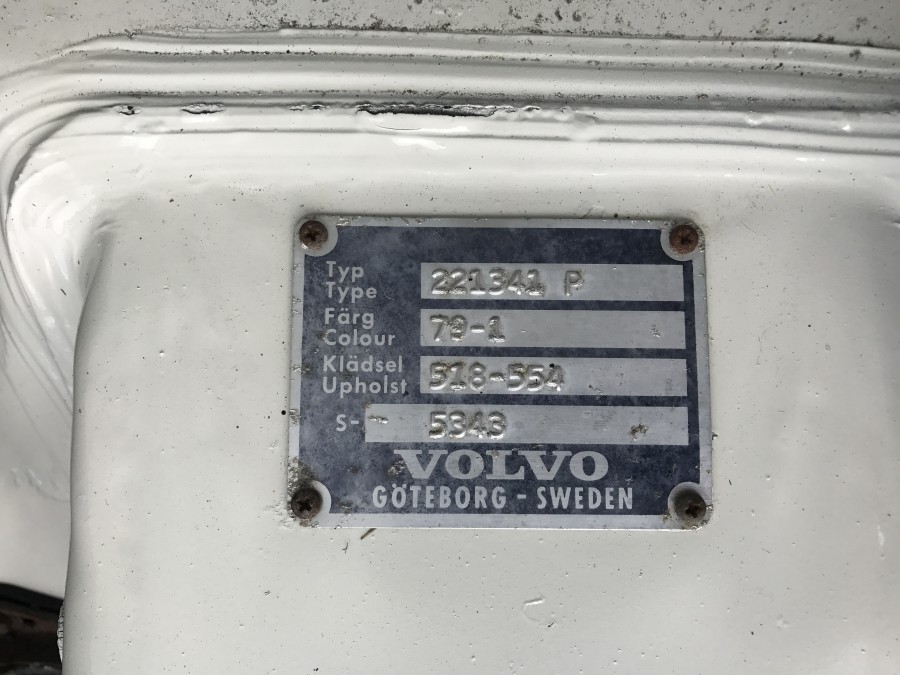 Typ
Type 221341 P
Färg
Colour 79-1
Klädsel
Upholst 518-554
S- 5343
VOLVO
GÖTEBORG - SWEDEN